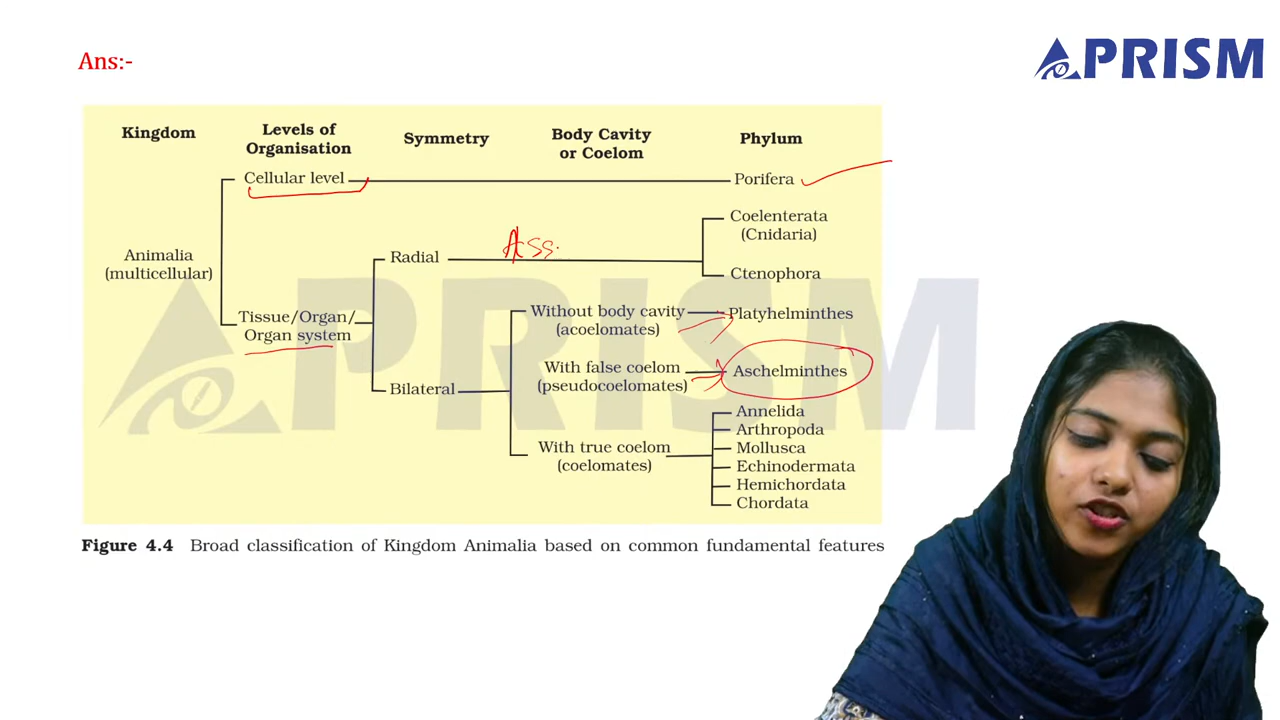 Ans:-
PRISM
Kingdom
Levels of
Organisation
Symmetry
Body Cavity
or Coelom
Phylum
Cellular level
Porifera
Animalia
(multicellular)
Tissue/Organ/
Organ system
Radial
Ass.
Coelenterata
(Cnidaria)
Ctenophora
Bilateral
Without body cavity
(acoelomates)
Platyhelminthes
With false coelom
(pseudocoelomates)
Aschelminthes
With true coelom
(coelomates)
Annelida
Arthropoda
Mollusca
Echinodermata
Hemichordata
Chordata
PRISM
Figure 4.4 Broad classification of Kingdom Animalia based on common fundamental features